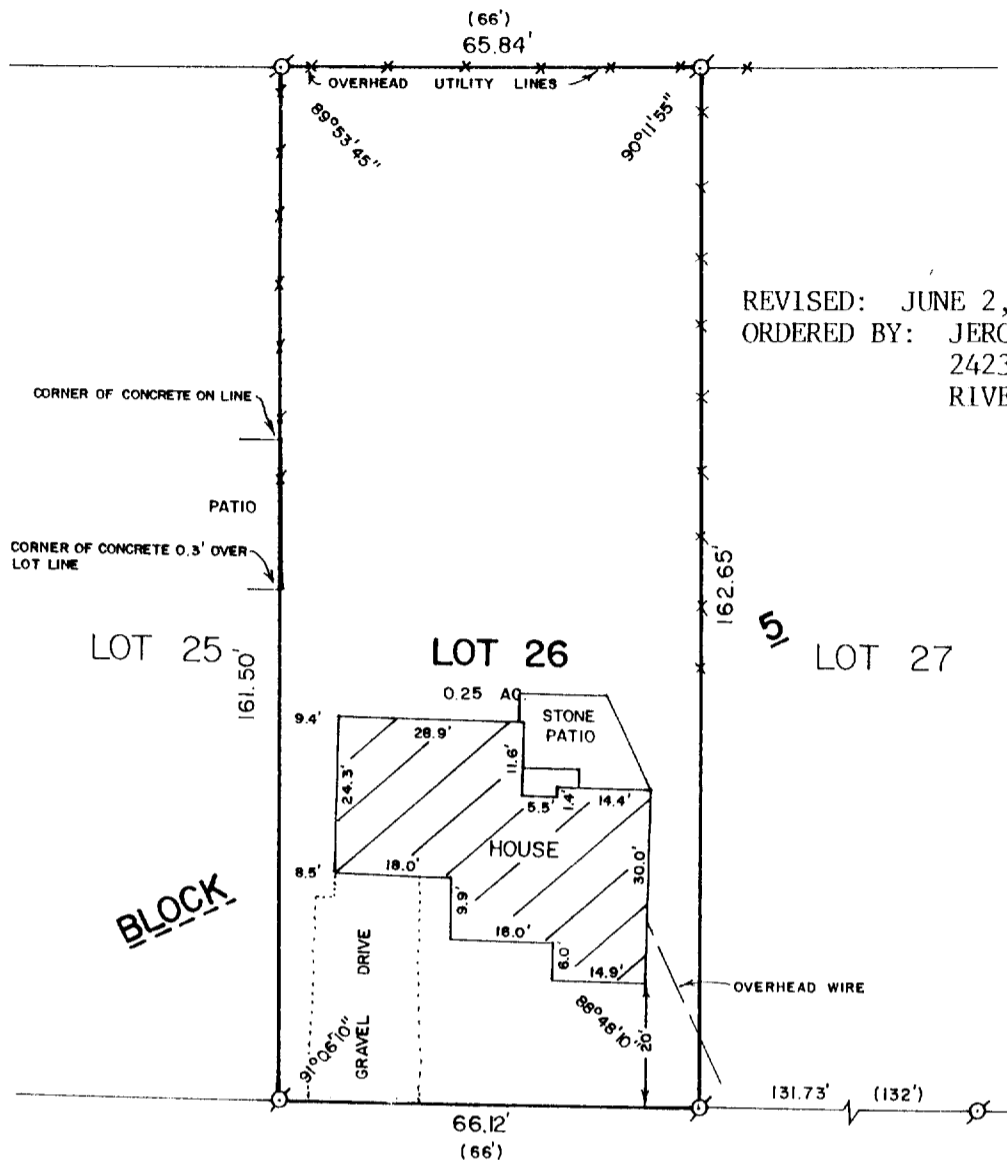 (66')
65.84'
OVERHEAD UTILITY LINES
89°53'45"
90°11'55"
REVISED: JUNE 2,
ORDERED BY: JERO
2423
RIVE
CORNER OF CONCRETE ON LINE
PATIO
CORNER OF CONCRETE 0.3' OVER
LOT LINE
162.65'
5
LOT 25
161.50'
LOT 26
LOT 27
0.25 AC.
STONE
PATIO
9.4'
28.9'
11.6'
24.3'
5.5'
1.4'
14.4'
HOUSE
30.0'
8.5'
18.0'
9.9'
18.0'
6.0'
14.9'
BLOCK
GRAVEL DRIVE
OVERHEAD WIRE
88°48'10"
20'
91°06'10"
131.73' (132')
66.12'
(66')